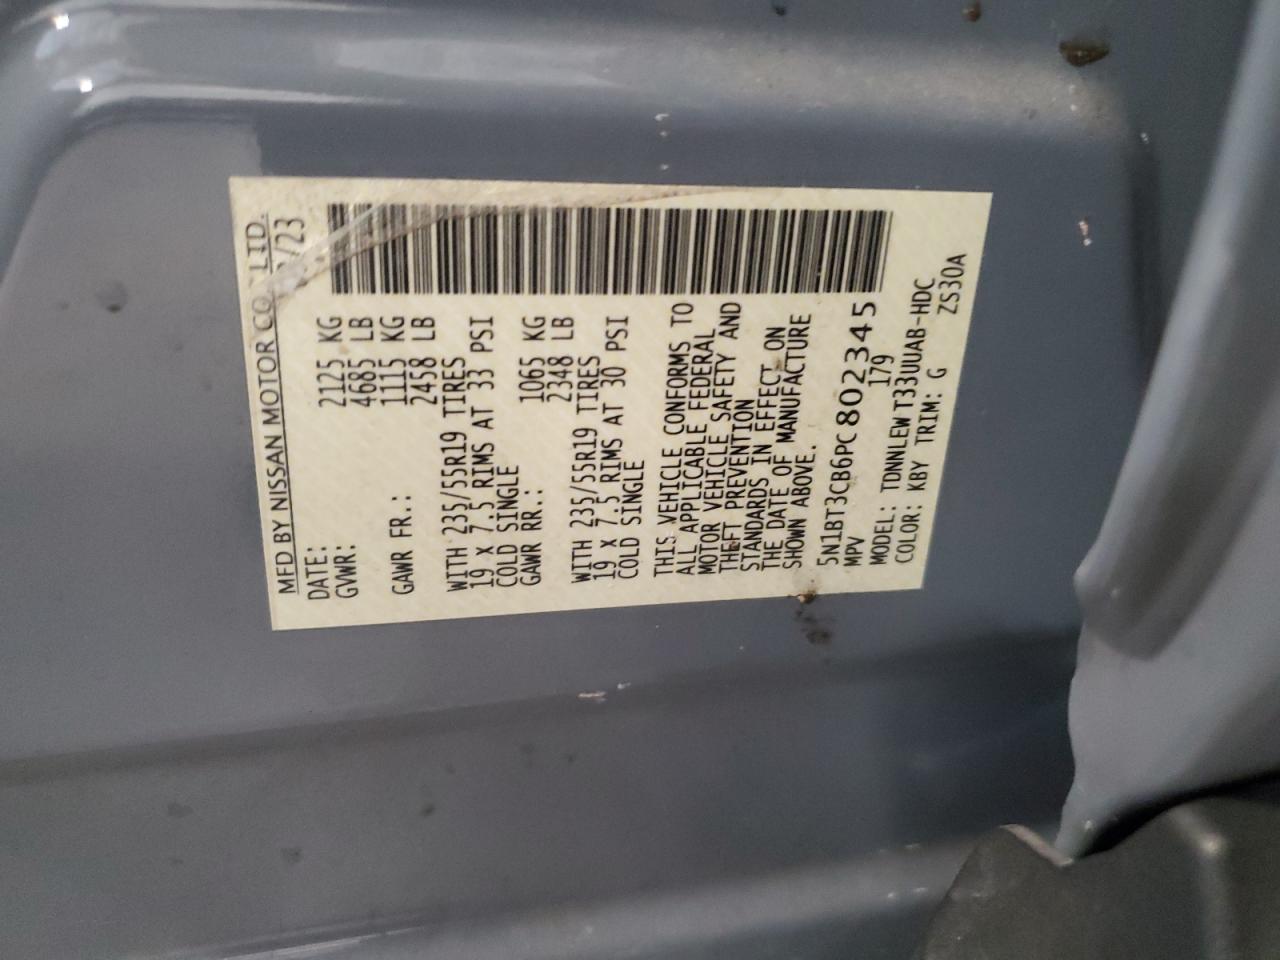 MFD BY NISSAN MOTOR CO., LTD.
DATE: /23
GVWR: 2125 KG
4685 LB
GAWR FR.: 1115 KG
2458 LB
WITH 235/55R19 TIRES
19 x 7.5 RIMS AT 33 PSI
COLD SINGLE
GAWR RR.: 1065 KG
2348 LB
WITH 235/55R19 TIRES
19 x 7.5 RIMS AT 30 PSI
COLD SINGLE
THIS VEHICLE CONFORMS TO
ALL APPLICABLE FEDERAL
MOTOR VEHICLE SAFETY AND
THEFT PREVENTION
STANDARDS IN EFFECT ON
THE DATE OF MANUFACTURE
SHOWN ABOVE.
5N1BT3CB6PC802345
MPV 179
MODEL: TDNNLEWT33UUAB-HDC
COLOR: KBY TRIM: G ZS30A